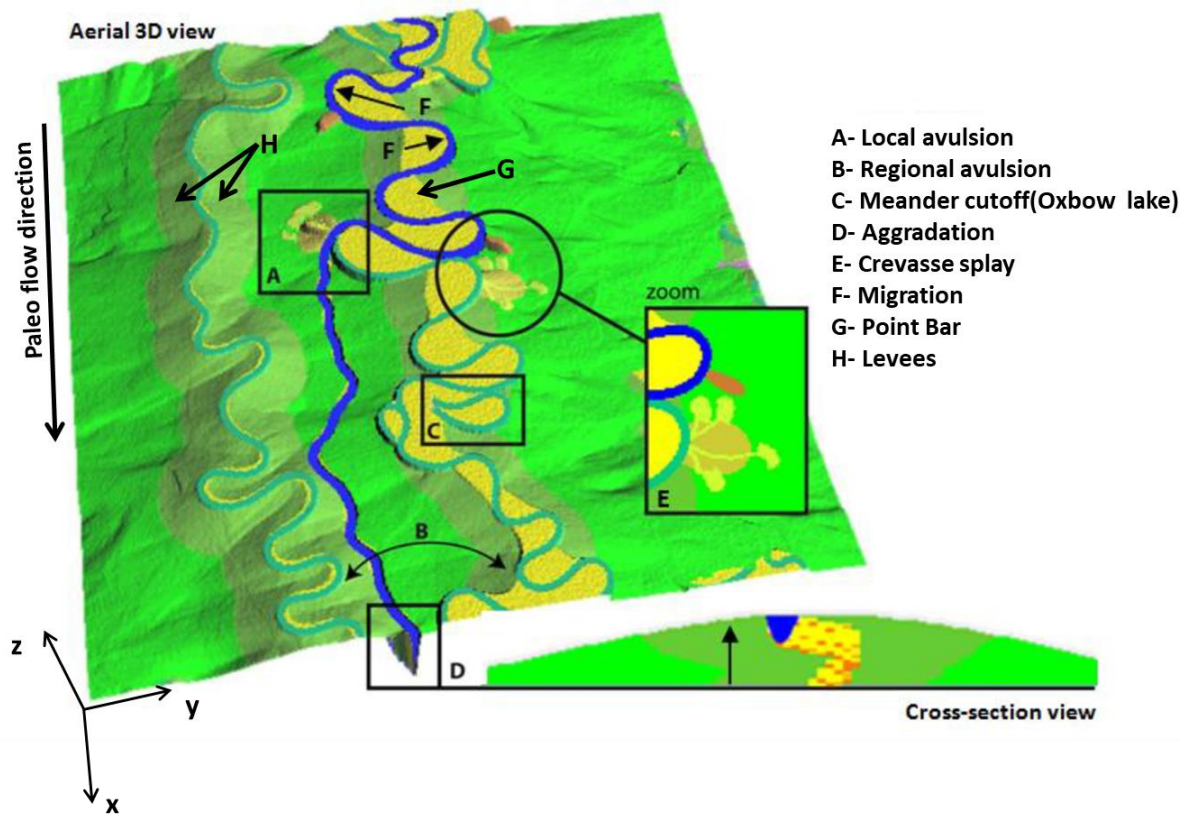 Aerial 3D view
Paleo flow direction
F
H
F
G
A
A- Local avulsion
B- Regional avulsion
C- Meander cutoff(Oxbow lake)
D- Aggradation
E- Crevasse splay
F- Migration
G- Point Bar
H- Levees
zoom
C
E
B
z
D
y
Cross-section view
x